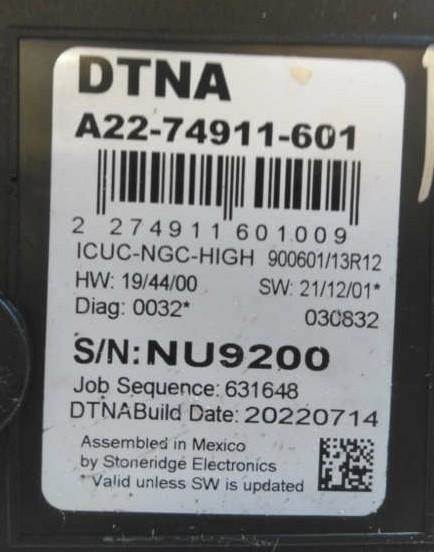 DTNA
A22-74911-601
2 274911 601009
ICUC-NGC-HIGH 900601/13R12
HW: 19/44/00 SW: 21/12/01*
Diag: 0032* 030832
S/N: NU9200
Job Sequence: 631648
DTNABuild Date: 20220714
Assembled in Mexico
by Stoneridge Electronics
*Valid unless SW is updated